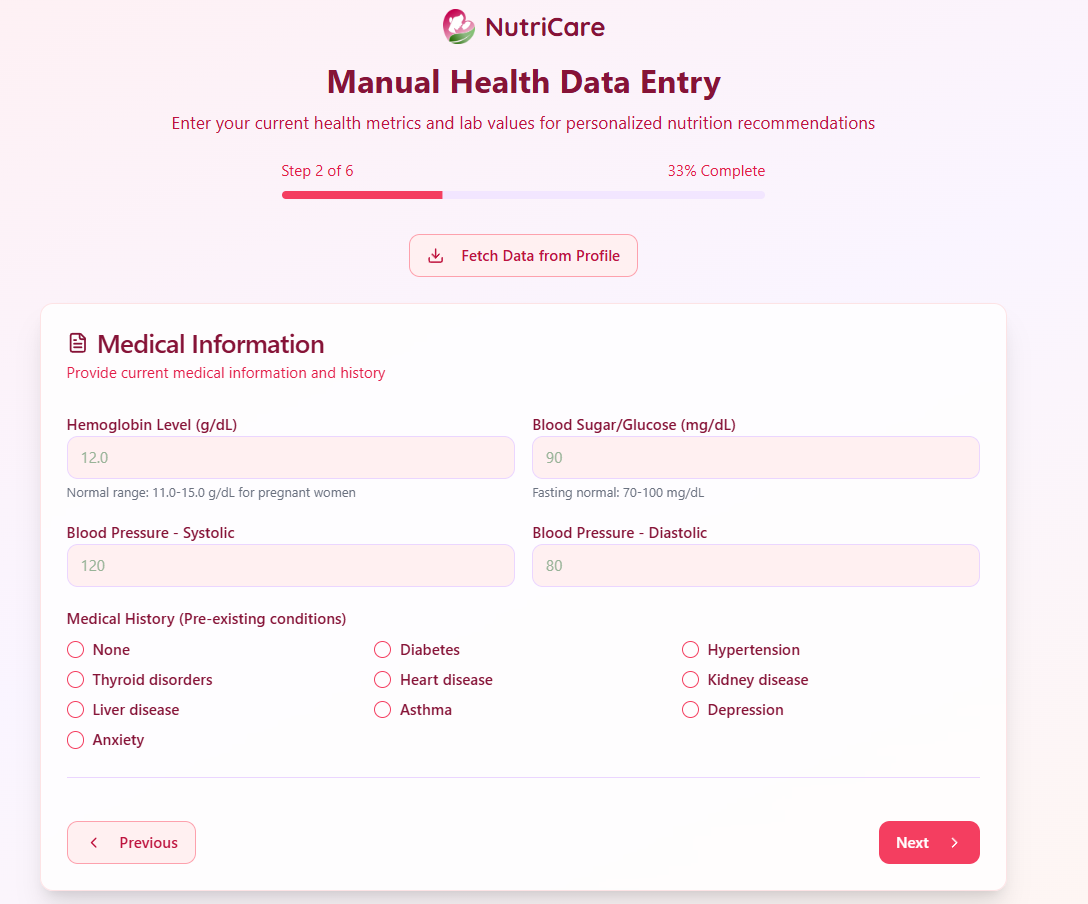 NutriCare
Manual Health Data Entry
Enter your current health metrics and lab values for personalized nutrition recommendations
Step 2 of 6 33% Complete
Fetch Data from Profile
Medical Information
Provide current medical information and history
Hemoglobin Level (g/dL) Blood Sugar/Glucose (mg/dL)
12.0 90
Normal range: 11.0-15.0 g/dL for pregnant women Fasting normal: 70-100 mg/dL
Blood Pressure - Systolic Blood Pressure - Diastolic
120 80
Medical History (Pre-existing conditions)
None Diabetes Hypertension
Thyroid disorders Heart disease Kidney disease
Liver disease Asthma Depression
Anxiety
Previous Next